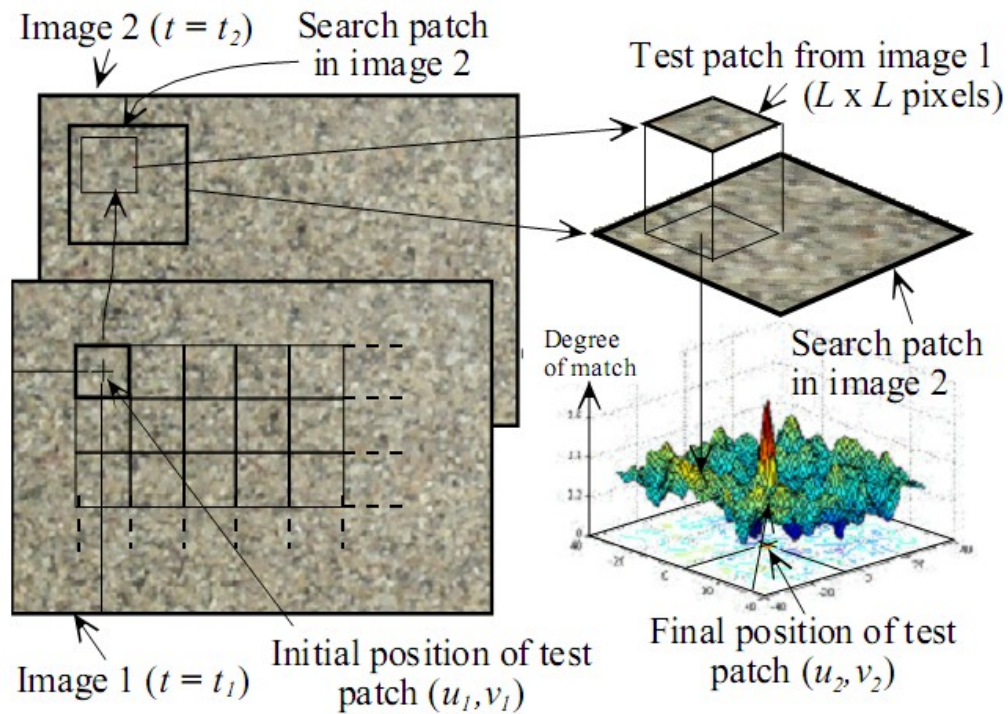 Image 2 (t = t2)
Search patch
in image 2
Test patch from image 1
(L x L pixels)
Search patch
in image 2
Degree
of match
Initial position of test
patch (u1,v1)
Final position of test
patch (u2,v2)
Image 1 (t = t1)